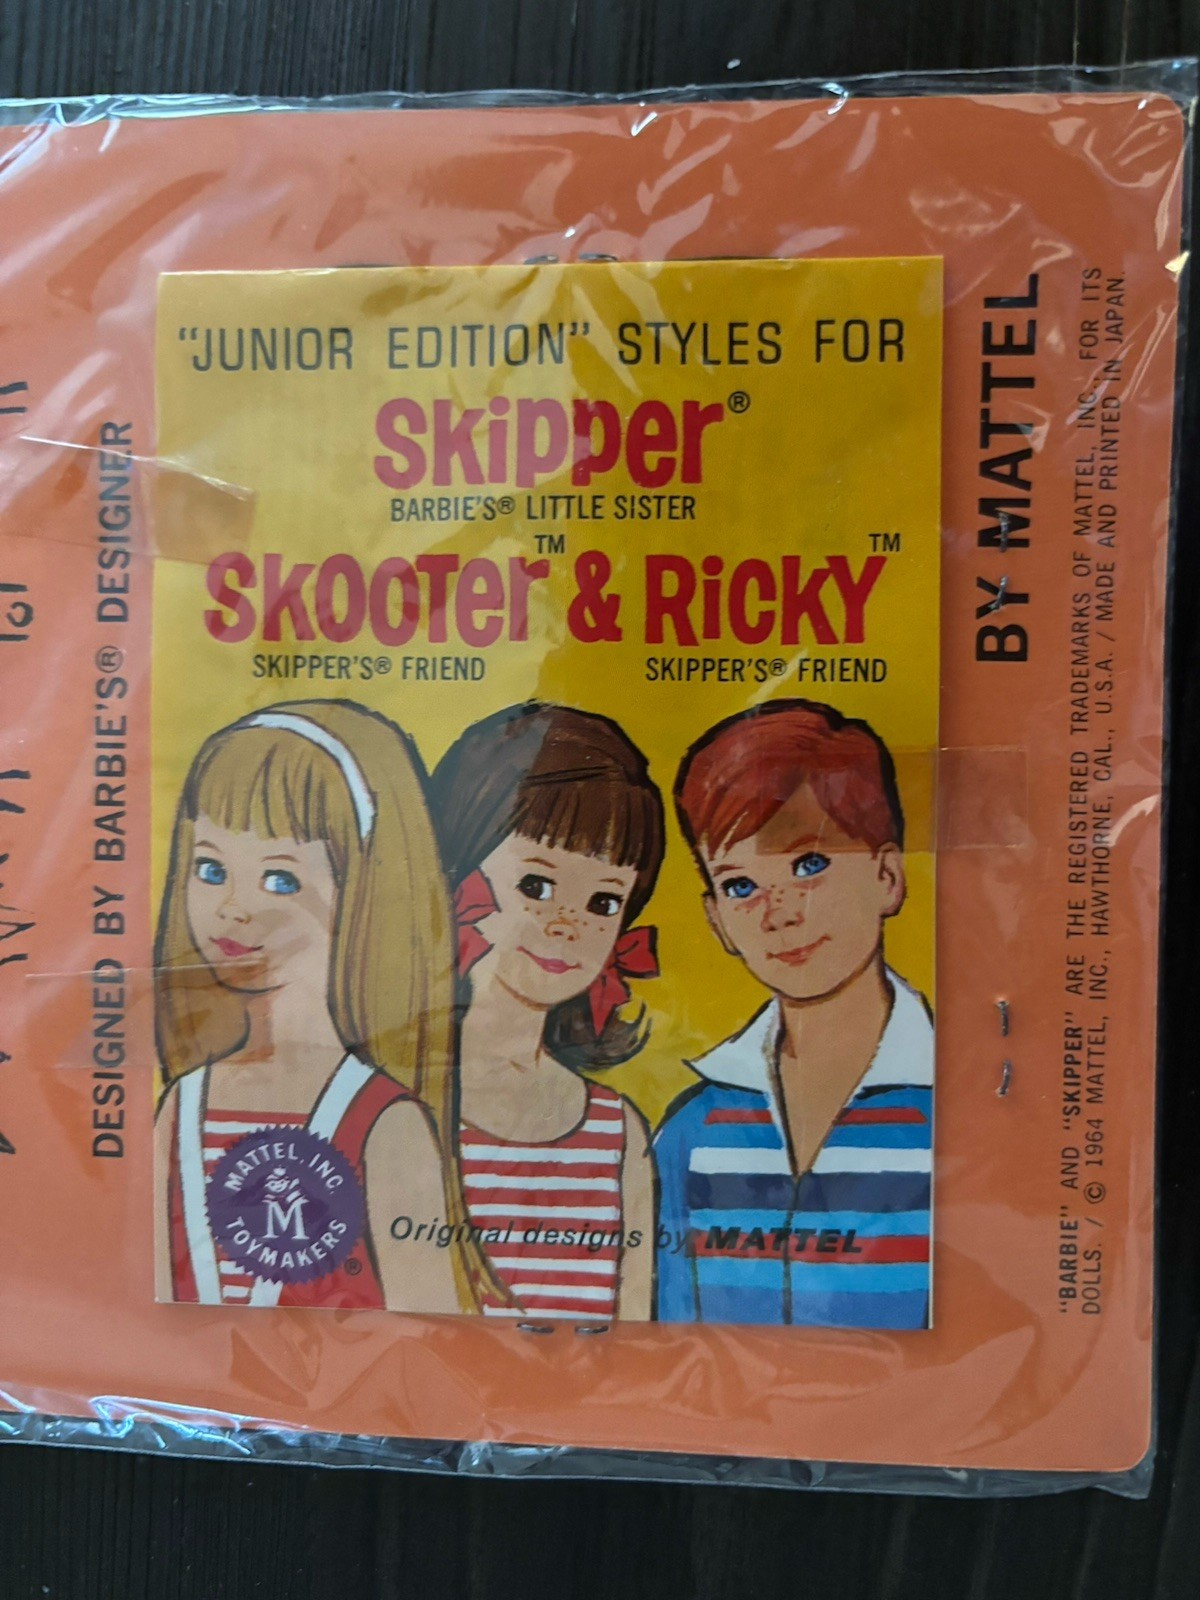 "JUNIOR EDITION" STYLES FOR
Skipper®
BARBIE'S® LITTLE SISTER
SKOOTer™ & RiCKY™
SKIPPER'S® FRIEND
SKIPPER'S® FRIEND
MATTEL, INC.
M
TOYMAKERS
®
Original designs by MATTEL
DESIGNED BY BARBIE'S® DESIGNER
BY MATTEL
"BARBIE" AND "SKIPPER" ARE THE REGISTERED TRADEMARKS OF MATTEL, INC., FOR ITS
DOLLS. / © 1964 MATTEL, INC., HAWTHORNE, CAL., U.S.A. / MADE AND PRINTED IN JAPAN.